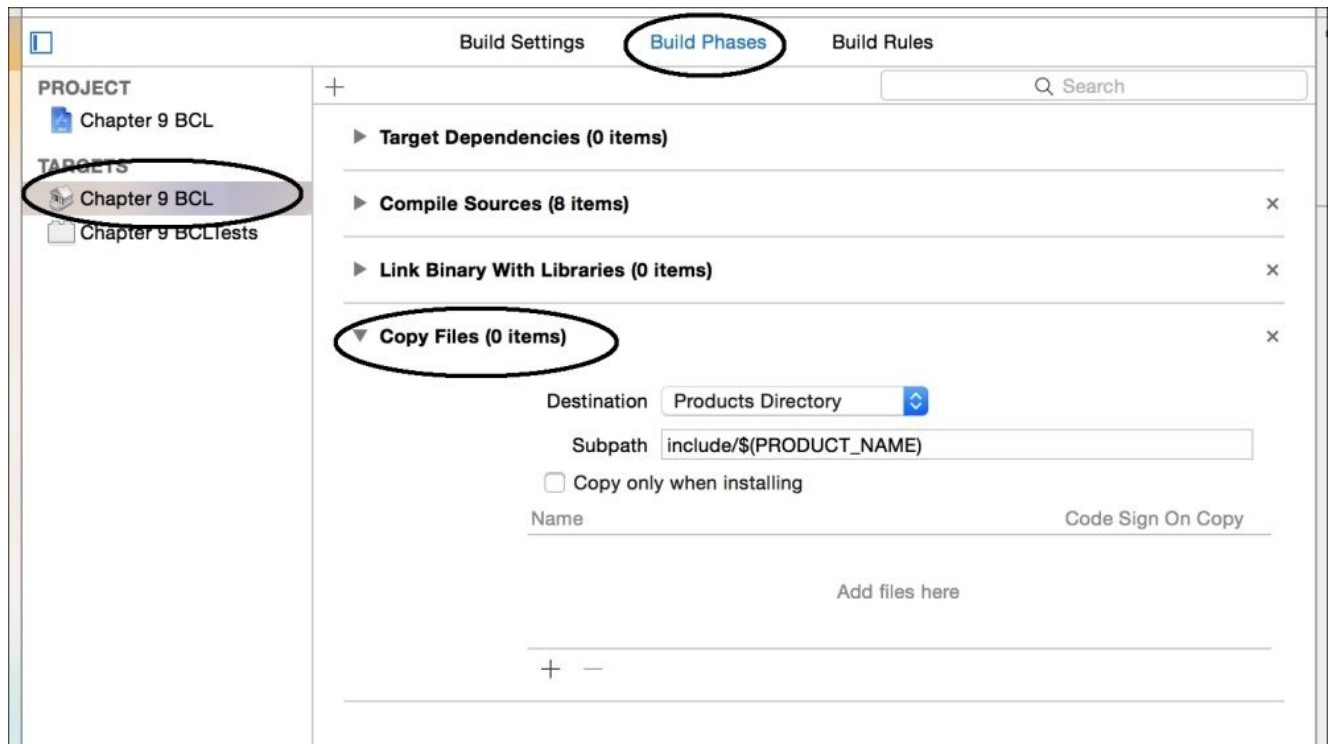 Build Settings Build Phases Build Rules
PROJECT
Chapter 9 BCL
TARGETS
Chapter 9 BCL
Chapter 9 BCLTests
Search
Target Dependencies (0 items)
Compile Sources (8 items)
Link Binary With Libraries (0 items)
Copy Files (0 items)
Destination Products Directory
Subpath include/$(PRODUCT_NAME)
Copy only when installing
Name Code Sign On Copy
Add files here